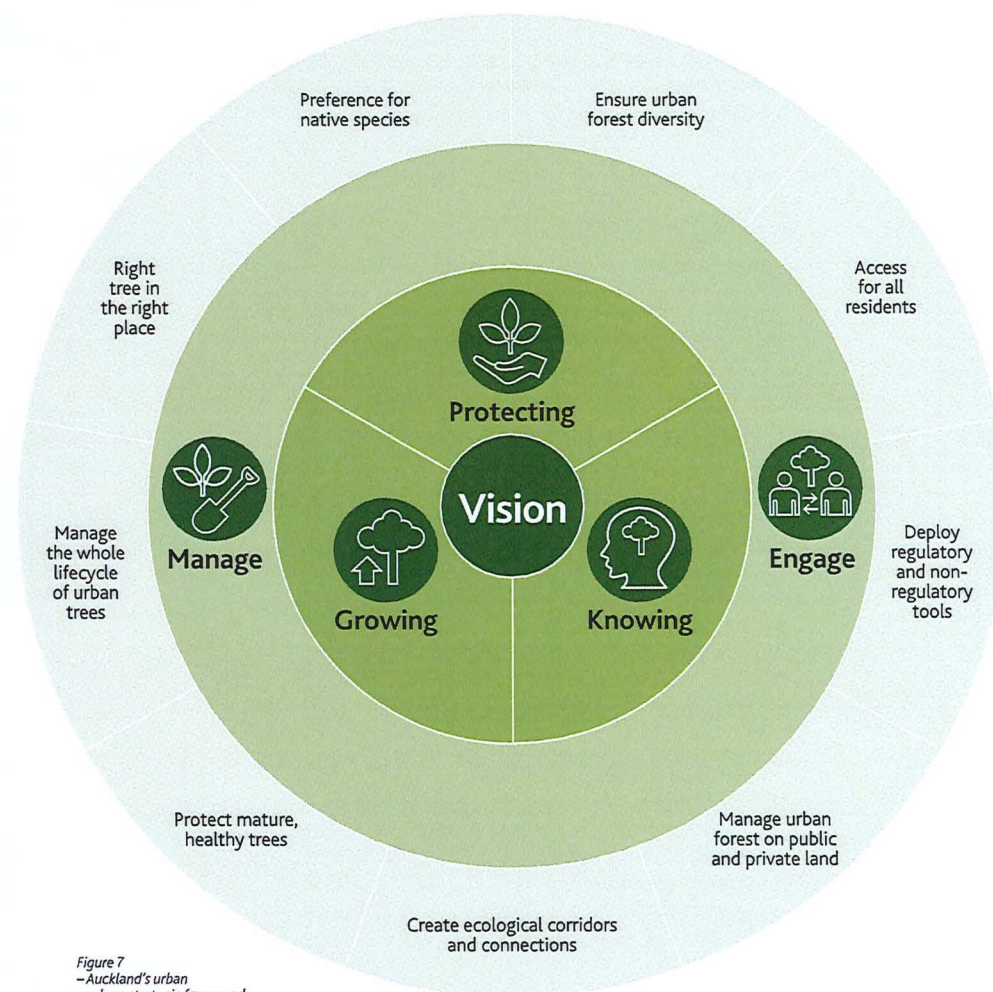 Preference for
native species
Ensure urban
forest diversity
Right
tree in
the right
place
Access
for all
residents
Protecting
Vision
Manage
Engage
Growing
Knowing
Manage
the whole
lifecycle
of urban
trees
Deploy
regulatory
and non-
regulatory
tools
Protect mature,
healthy trees
Manage urban
forest on public
and private land
Create ecological corridors
and connections
Figure 7
–Auckland's urban